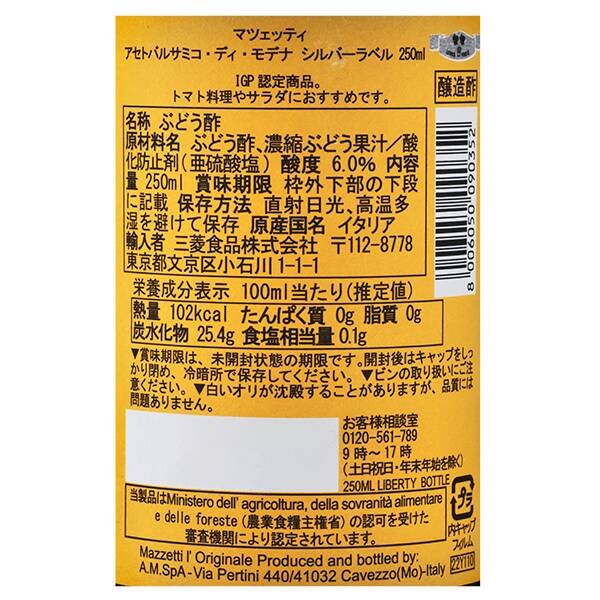 マツェッティ
アセトバルサミコ・ディ・モデナ シルバーラベル 250ml
IGP認定商品。
トマト料理やサラダにおすすめです。
醸造酢
名称 ぶどう酢
原材料名 ぶどう酢、濃縮ぶどう果汁/酸
化防止剤(亜硫酸塩) 酸度 6.0% 内容
量 250ml 賞味期限 枠外下部の下段
に記載 保存方法 直射日光、高温多
湿を避けて保存 原産国名 イタリア
輸入者 三菱食品株式会社 〒112-8778
東京都文京区小石川1-1-1
8 006050 090352
栄養成分表示 100ml当たり(推定値)
熱量 102kcal たんぱく質 0g 脂質 0g
炭水化物 25.4g 食塩相当量 0.1g
▼賞味期限は、未開封状態の期限です。開封後はキャップをしっ
かり閉め、冷暗所で保存してください。▼ビンの取り扱いにご注
意ください。▼白いオリが沈殿することがありますが、品質には
問題ありません。
お客様相談室
0120-561-789
9時~17時
(土日祝日・年末年始を除く)
250ML LIBERTY BOTTLE
当製品はMinistero dell' agricoltura, della sovranità alimentare
e delle foreste (農業食糧主権省) の認可を受けた
審査機関により認定されています。
プラ
内キャップ
フィルム
22Y110
Mazzetti l' Originale Produced and bottled by:
A.M.SpA - Via Pertini 440/41032 Cavezzo(Mo)-Italy